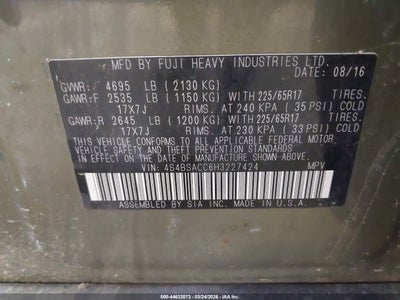 MFD. BY FUJI HEAVY INDUSTRIES LTD.
DATE: 08/16
GVWR: 4695 LB (2130 KG)
GAWR:F 2535 LB (1150 KG) WITH 225/65R17 TIRES.
17X7J RIMS. AT 240 KPA (35 PSI) COLD
GAWR:R 2645 LB (1200 KG) WITH 225/65R17 TIRES.
17X7J RIMS. AT 230 KPA (33 PSI) COLD
THIS VEHICLE CONFORMS TO ALL APPLICABLE FEDERAL
MOTOR VEHICLE SAFETY STANDARDS IN EFFECT ON THE
DATE OF MANUFACTURE SHOWN ABOVE.
VIN: 4S4BSACC6H3227424 MPV
ASSEMBLED BY SIA INC. MADE IN U.S.A.
000-44632073 - 03/24/2026 - IAA Inc.